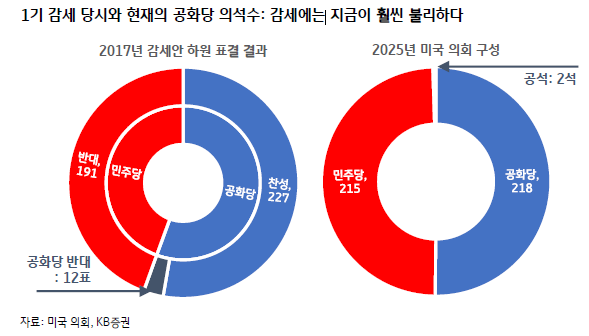 1기 감세 당시와 현재의 공화당 의석수: 감세에는 지금이 훨씬 불리하다
2017년 감세안 하원 표결 결과
반대,
191
민주당
공화당
찬성,
227
공화당 반대
: 12표
2025년 미국 의회 구성
공석: 2석
민주당,
215
공화당,
218
자료: 미국 의회, KB증권